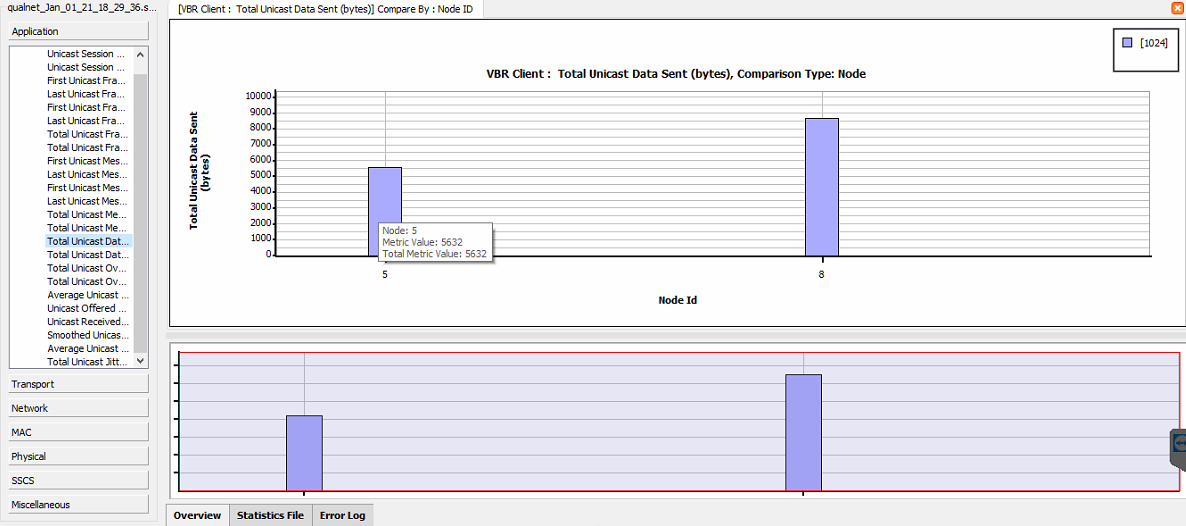 qualnet_Jan_01_21_18_29_36.s...
Application
Unicast Session ...
Unicast Session ...
First Unicast Fra...
Last Unicast Fra...
First Unicast Fra...
Last Unicast Fra...
Total Unicast Fra...
Total Unicast Fra...
First Unicast Mes...
Last Unicast Mes...
First Unicast Mes...
Last Unicast Mes...
Total Unicast Me...
Total Unicast Me...
Total Unicast Dat...
Total Unicast Dat...
Total Unicast Ov...
Total Unicast Ov...
Average Unicast ...
Unicast Offered ...
Unicast Received...
Smoothed Unicas...
Average Unicast ...
Total Unicast Jitt...
Transport
Network
MAC
Physical
SSCS
Miscellaneous
[VBR Client : Total Unicast Data Sent (bytes)] Compare By : Node ID
[1024]
VBR Client : Total Unicast Data Sent (bytes), Comparison Type: Node
Total Unicast Data Sent
(bytes)
10000
9000
8000
7000
6000
5000
4000
3000
2000
1000
0
Node: 5
Metric Value: 5632
Total Metric Value: 5632
5
8
Node Id
Overview
Statistics File
Error Log